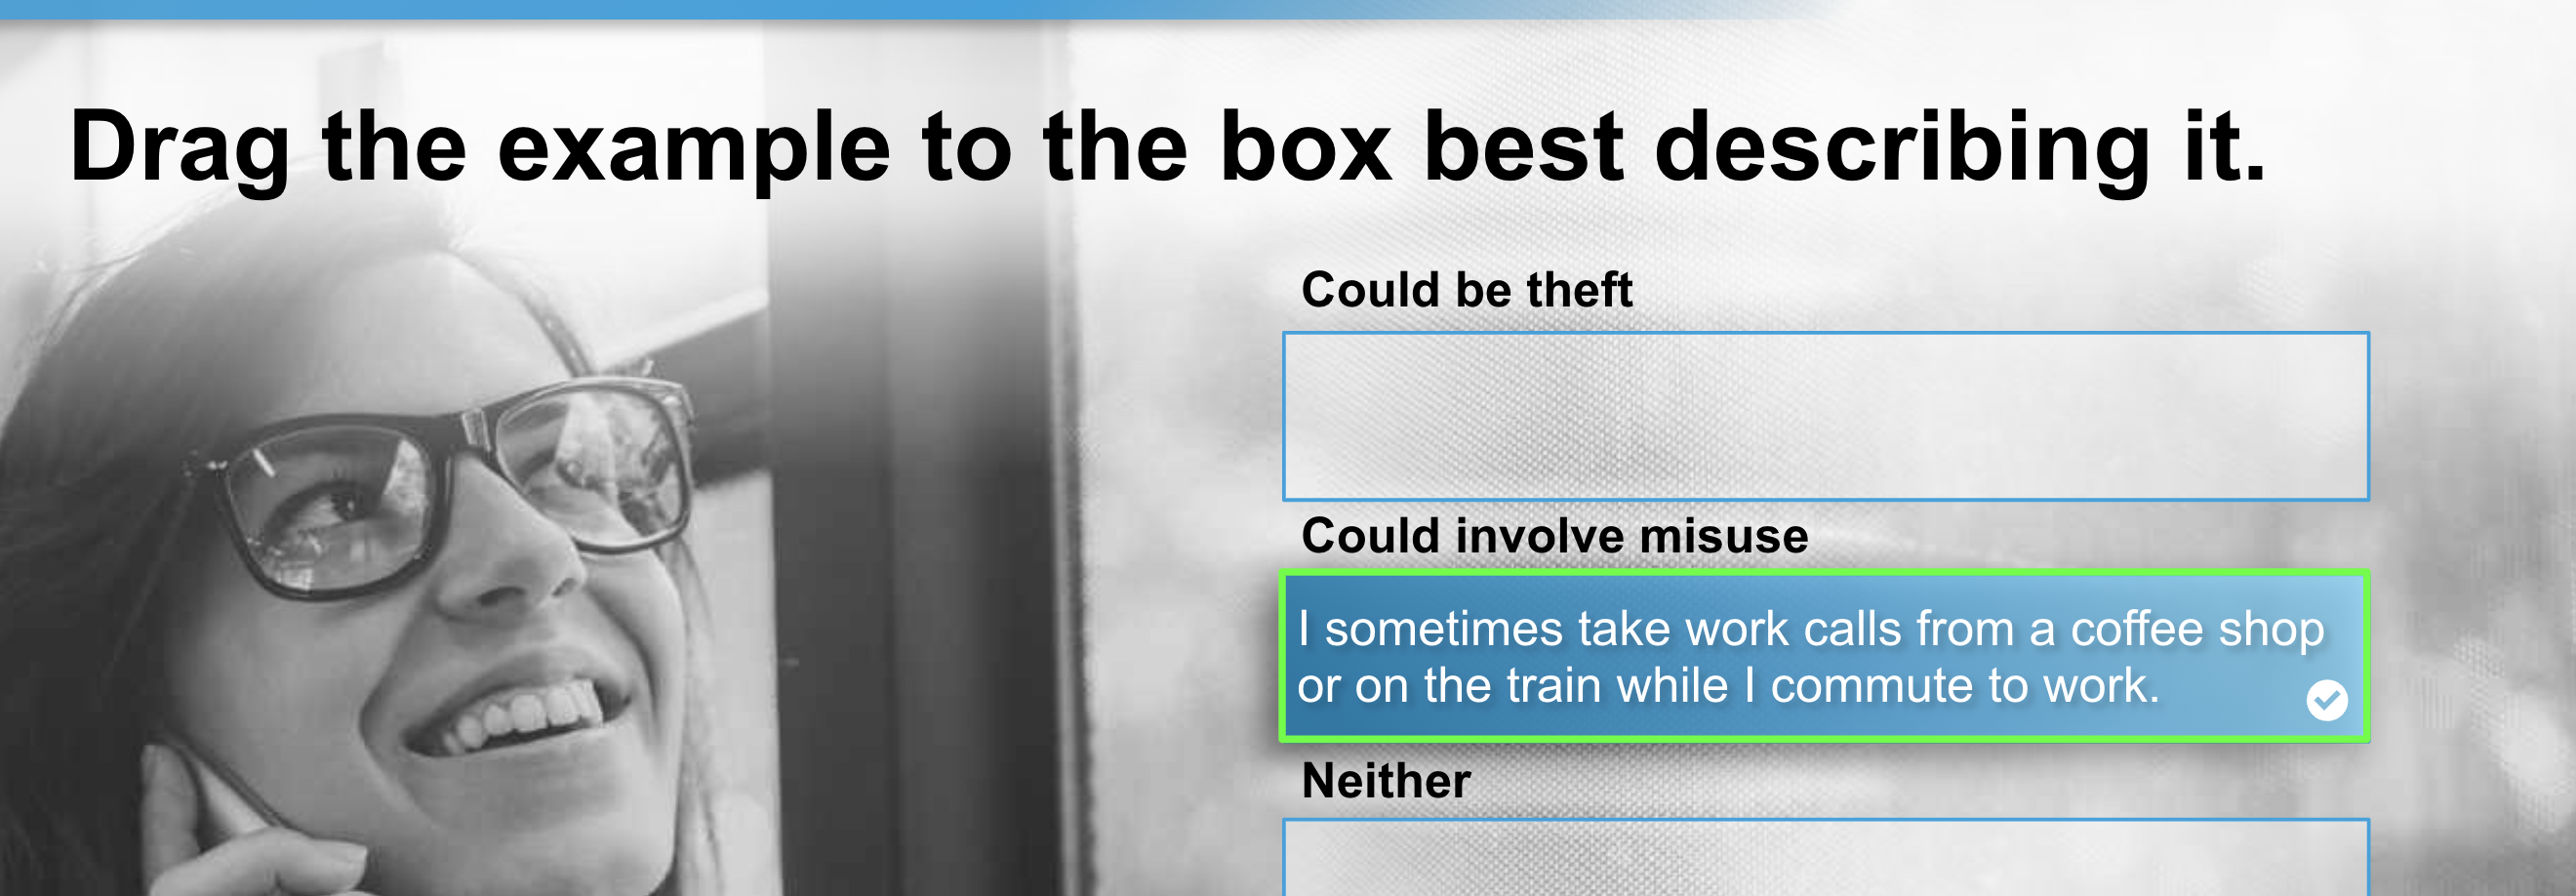 Drag the example to the box best describing it.
Could be theft
Could involve misuse
I sometimes take work calls from a coffee shop
or on the train while I commute to work.
Neither